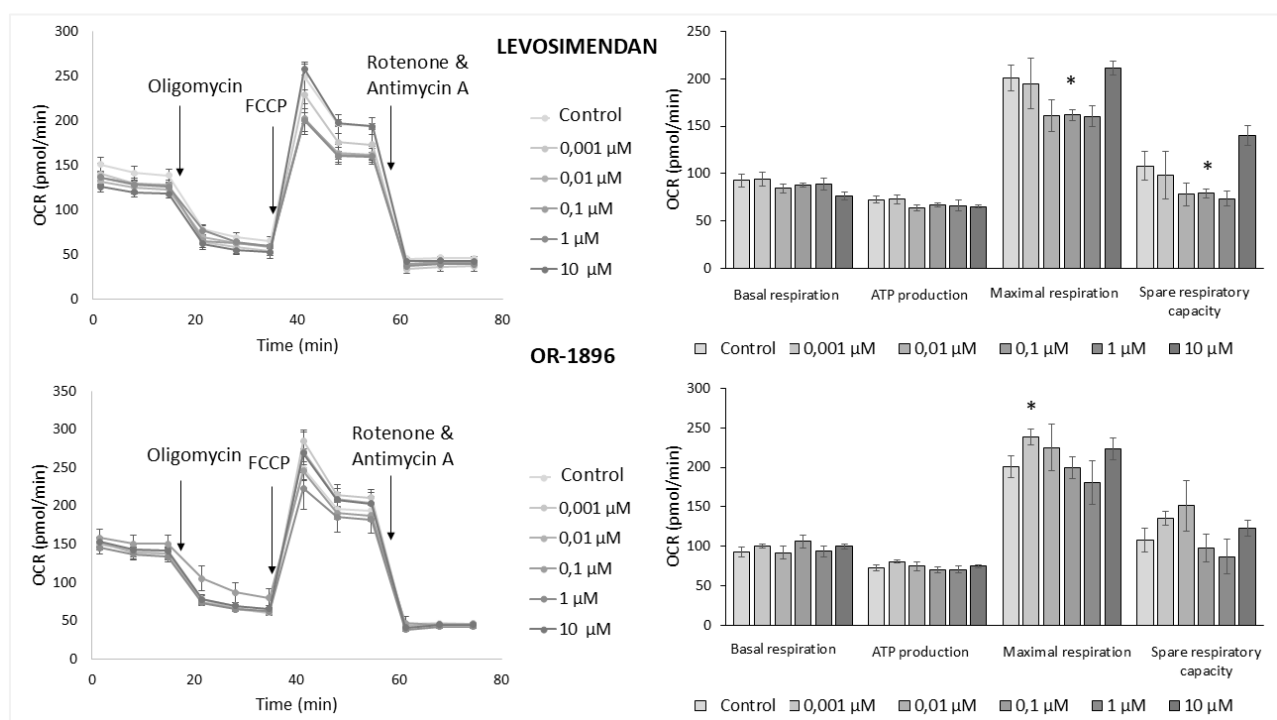 LEVOSIMENDAN
300
250
200
150
100
50
0
OCR (pmol/min)
0
20
40
60
80
Time (min)
Oligomycin
FCCP
Rotenone &
Antimycin A
Control
0,001 µM
0,01 µM
0,1 µM
1 µM
10 µM
250
200
150
100
50
0
OCR (pmol/min)
*
*
Basal respiration
ATP production
Maximal respiration
Spare respiratory
capacity
Control 0,001 µM 0,01 µM 0,1 µM 1 µM 10 µM
OR-1896
350
300
250
200
150
100
50
0
OCR (pmol/min)
0
20
40
60
80
Time (min)
Oligomycin
FCCP
Rotenone &
Antimycin A
Control
0,001 µM
0,01 µM
0,1 µM
1 µM
10 µM
300
250
200
150
100
50
0
OCR (pmol/min)
*
Basal respiration
ATP production
Maximal respiration
Spare respiratory
capacity
Control 0,001 µM 0,01 µM 0,1 µM 1 µM 10 µM